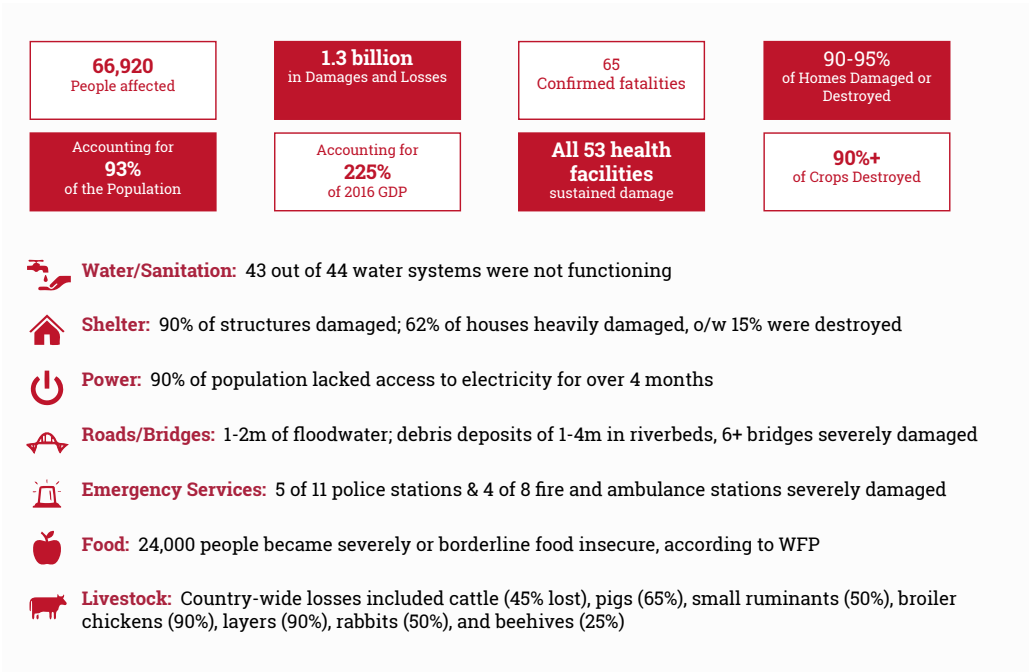 66,920
People affected
1.3 billion
in Damages and Losses
65
Confirmed fatalities
90-95%
of Homes Damaged or
Destroyed
Accounting for
93%
of the Population
Accounting for
225%
of 2016 GDP
All 53 health
facilities
sustained damage
90%+
of Crops Destroyed
Water/Sanitation: 43 out of 44 water systems were not functioning
Shelter: 90% of structures damaged; 62% of houses heavily damaged, o/w 15% were destroyed
Power: 90% of population lacked access to electricity for over 4 months
Roads/Bridges: 1-2m of floodwater; debris deposits of 1-4m in riverbeds, 6+ bridges severely damaged
Emergency Services: 5 of 11 police stations & 4 of 8 fire and ambulance stations severely damaged
Food: 24,000 people became severely or borderline food insecure, according to WFP
Livestock: Country-wide losses included cattle (45% lost), pigs (65%), small ruminants (50%), broiler
chickens (90%), layers (90%), rabbits (50%), and beehives (25%)